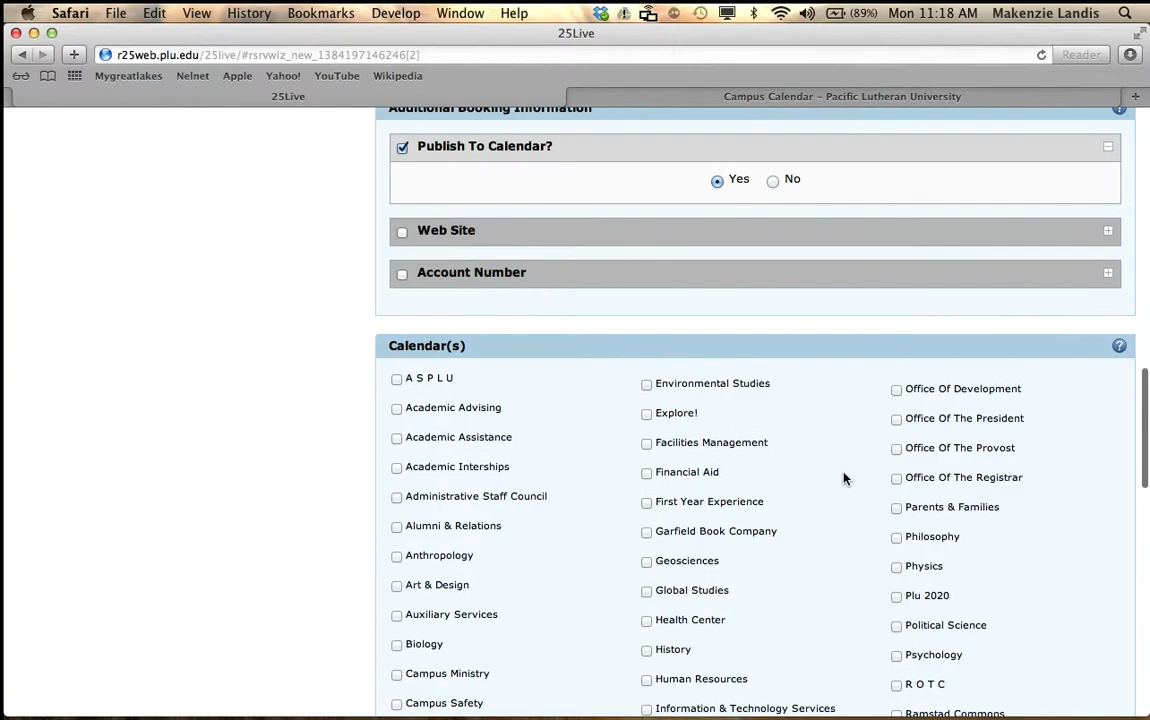 Safari File Edit View History Bookmarks Develop Window Help (89%) Mon 11:18 AM Makenzie Landis
25Live
r25web.plu.edu/25live/#rsrvwiz_new_1384197146246[2] Reader
Mygreatlakes Nelnet Apple Yahoo! YouTube Wikipedia
25Live Campus Calendar – Pacific Lutheran University
Additional Booking Information
Publish To Calendar?
Yes No
Web Site
Account Number
Calendar(s)
A S P L U Environmental Studies Office Of Development
Academic Advising Explore! Office Of The President
Academic Assistance Facilities Management Office Of The Provost
Academic Interships Financial Aid Office Of The Registrar
Administrative Staff Council First Year Experience Parents & Families
Alumni & Relations Garfield Book Company Philosophy
Anthropology Geosciences Physics
Art & Design Global Studies Plu 2020
Auxiliary Services Health Center Political Science
Biology History Psychology
Campus Ministry Human Resources R O T C
Campus Safety Information & Technology Services Ramstad Commons